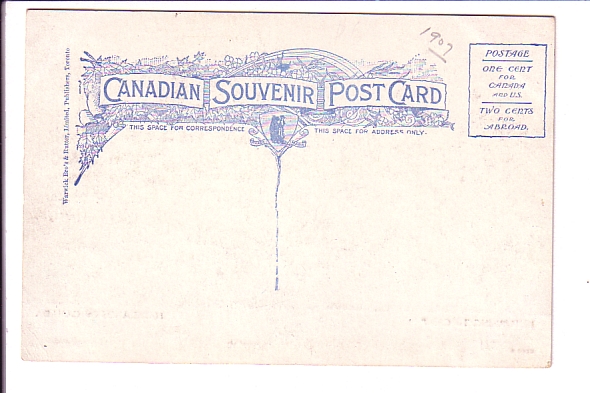 1907
CANADIAN SOUVENIR POST CARD
THIS SPACE FOR CORRESPONDENCE
THIS SPACE FOR ADDRESS ONLY.
POSTAGE
ONE CENT
FOR
CANADA
AND U.S.
TWO CENTS
FOR
ABROAD.
Warwick Bro's & Rutter, Limited, Publishers, Toronto